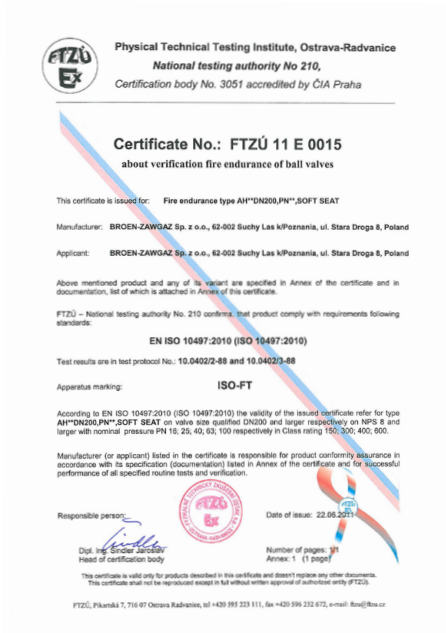 FTZÚ
Ex
Physical Technical Testing Institute, Ostrava-Radvanice
National testing authority No 210,
Certification body No. 3051 accredited by ČIA Praha
Certificate No.: FTZÚ 11 E 0015
about verification fire endurance of ball valves
This certificate is issued for: Fire endurance type AH**DN200,PN**,SOFT SEAT
Manufacturer: BROEN-ZAWGAZ Sp. z o.o., 62-002 Suchy Las k/Poznania, ul. Stara Droga 8, Poland
Applicant: BROEN-ZAWGAZ Sp. z o.o., 62-002 Suchy Las k/Poznania, ul. Stara Droga 8, Poland
Above mentioned product and any of its variant are specified in Annex of the certificate and in
documentation, list of which is attached in Annex of this certificate.
FTZÚ – National testing authority No. 210 confirms, that product comply with requirements following
standards:
EN ISO 10497:2010 (ISO 10497:2010)
Test results are in test protocol No.: 10.0402/2-88 and 10.0402/3-88
Apparatus marking: ISO-FT
According to EN ISO 10497:2010 (ISO 10497:2010) the validity of the issued certificate refer for type
AH**DN200,PN**,SOFT SEAT on valve size qualified DN200 and larger respectively on NPS 8 and
larger with nominal pressure PN 16; 25; 40; 63; 100 respectively in Class rating 150; 300; 400; 600.
Manufacturer (or applicant) listed in the certificate is responsible for product conformity assurance in
accordance with its specification (documentation) listed in Annex of the certificate and for successful
performance of all specified routine tests and verification.
Responsible person:
FTZÚ
Ex
Date of issue: 22.06.2011
Dipl. Ing. Šindler Jaroslav
Head of certification body
Number of pages: 1/1
Annex: 1 (1 page)
This certificate is valid only for products described in this certificate and doesn't replace any other documents.
This certificate shall not be reproduced except in full without written approval of authorized entity (FTZÚ).
FTZÚ, Pikartská 7, 716 07 Ostrava Radvanice, tel +420 595 223 111, fax +420 596 232 672, e-mail: ftzu@ftzu.cz